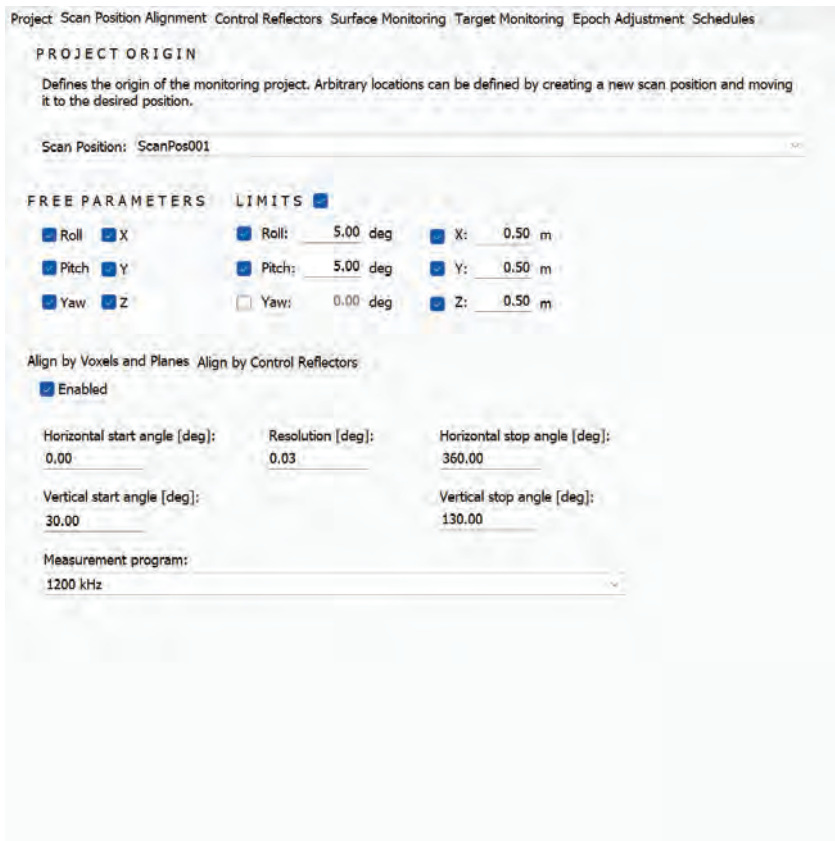 Project Scan Position Alignment Control Reflectors Surface Monitoring Target Monitoring Epoch Adjustment Schedules
PROJECT ORIGIN
Defines the origin of the monitoring project. Arbitrary locations can be defined by creating a new scan position and moving
it to the desired position.
Scan Position: ScanPos001
FREE PARAMETERS LIMITS
Roll X Roll: 5.00 deg X: 0.50 m
Pitch Y Pitch: 5.00 deg Y: 0.50 m
Yaw Z Yaw: 0.00 deg Z: 0.50 m
Align by Voxels and Planes Align by Control Reflectors
Enabled
Horizontal start angle [deg]: Resolution [deg]: Horizontal stop angle [deg]:
0.00 0.03 360.00
Vertical start angle [deg]: Vertical stop angle [deg]:
30.00 130.00
Measurement program:
1200 kHz